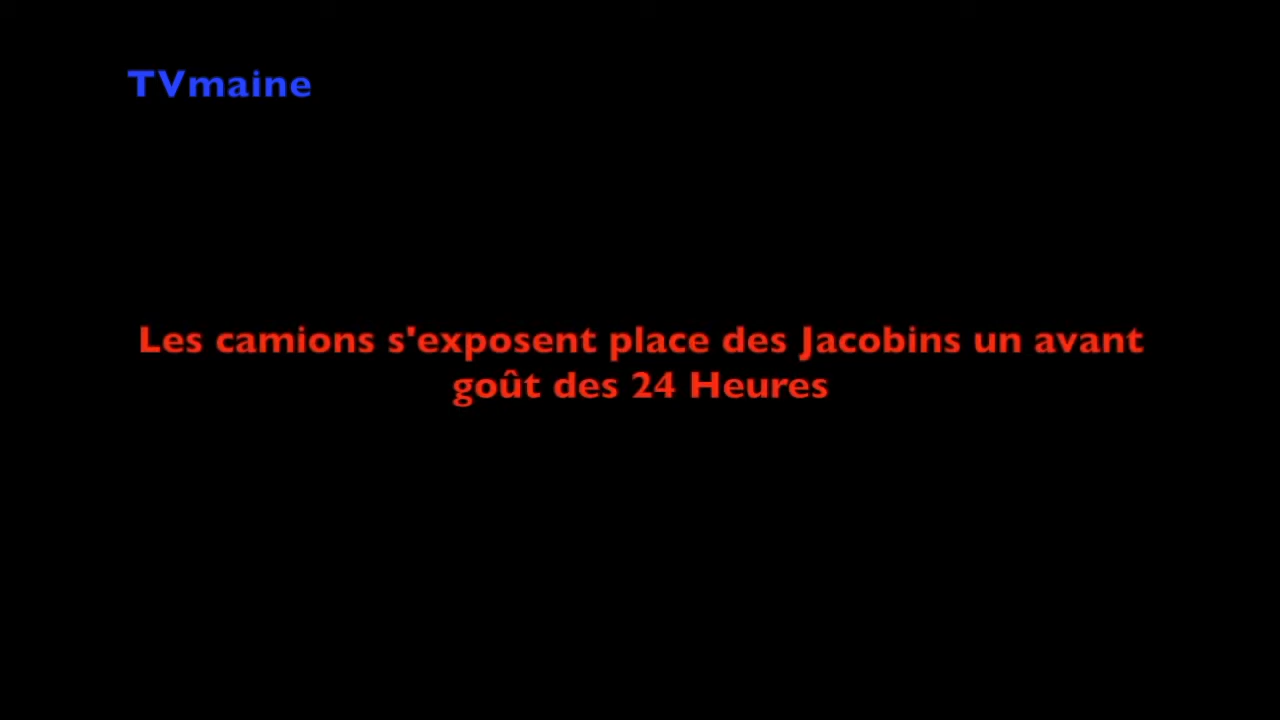 TVmaine
Les camions s'exposent place des Jacobins un avant
goût des 24 Heures